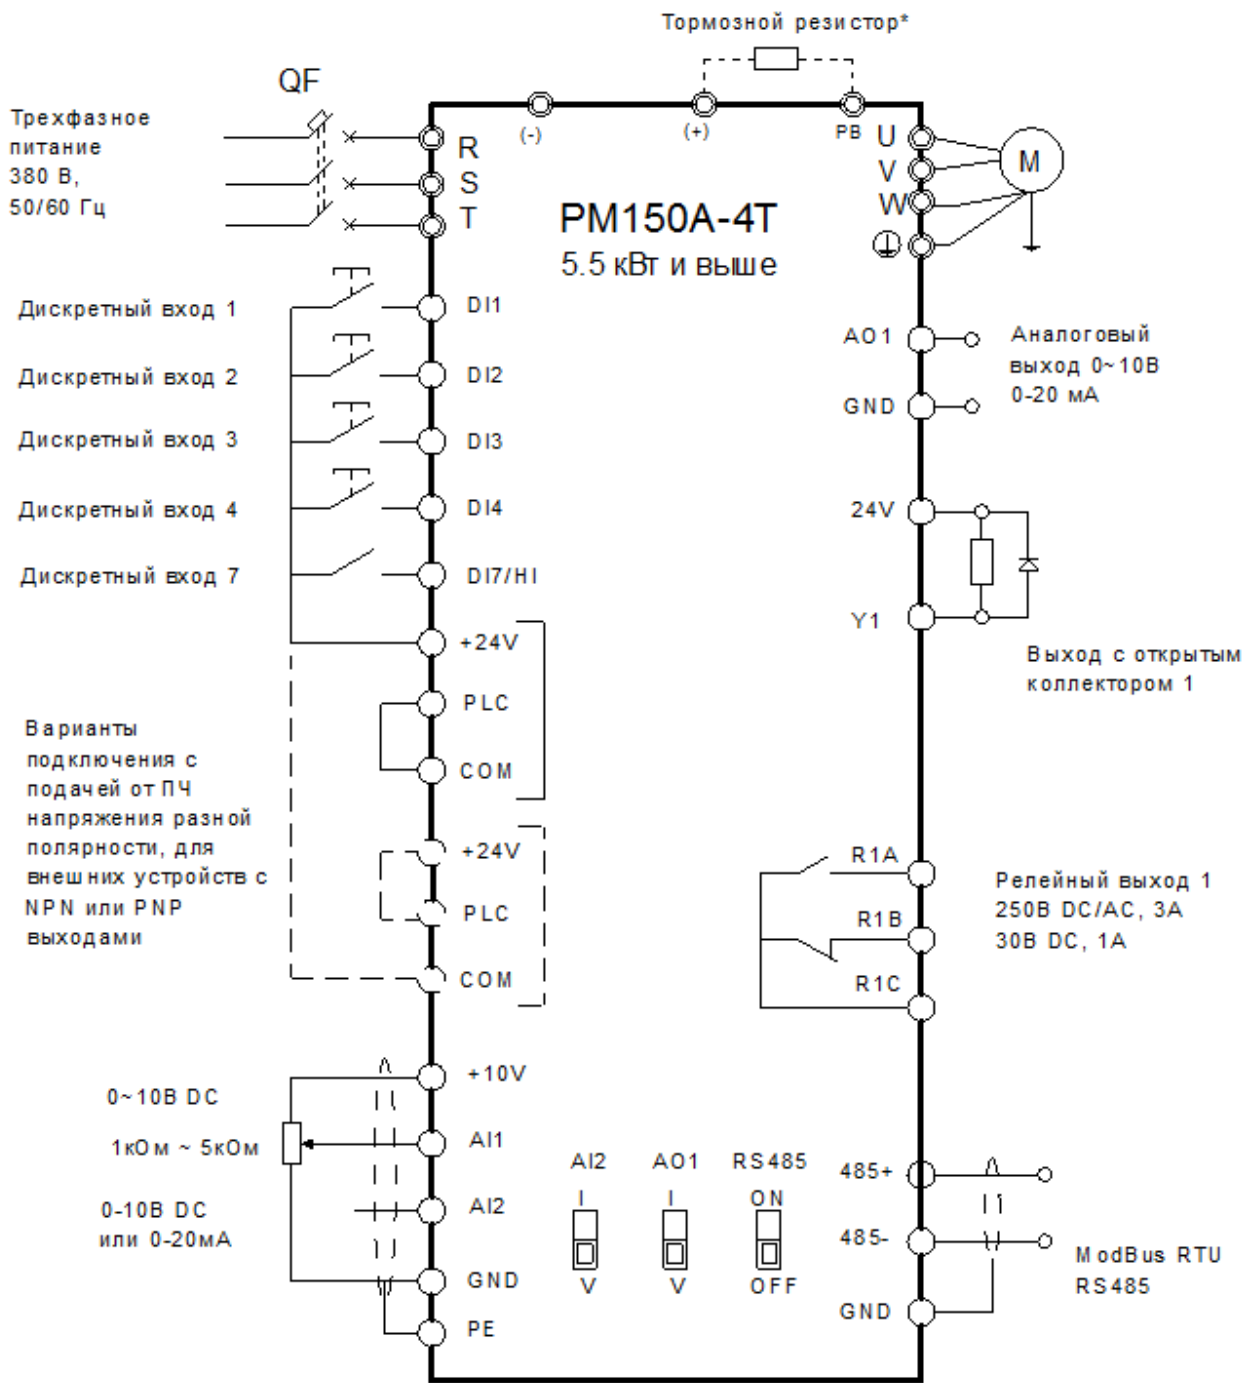 Тормозной резистор*
QF
Трехфазное
питание
380 В,
50/60 Гц
(-)
(+)
PB
R
S
T
U
V
W
M
PM150A-4T
5.5 кВт и выше
Дискретный вход 1
DI1
Дискретный вход 2
DI2
Дискретный вход 3
DI3
Дискретный вход 4
DI4
Дискретный вход 7
DI7/HI
AO1
GND
Аналоговый
выход 0~10В
0-20 мА
24V
Y1
Выход с открытым
коллектором 1
+24V
PLC
COM
Варианты
подключения с
подачей от ПЧ
напряжения разной
полярности, для
внешних устройств с
NPN или PNP
выходами
+24V
PLC
COM
R1A
R1B
R1C
Релейный выход 1
250В DC/AC, 3А
30В DC, 1А
0~10В DC
1кОм ~ 5кОм
0-10В DC
или 0-20мА
+10V
AI1
AI2
GND
PE
AI2
I
V
AO1
I
V
RS485
ON
OFF
485+
485-
GND
ModBus RTU
RS485